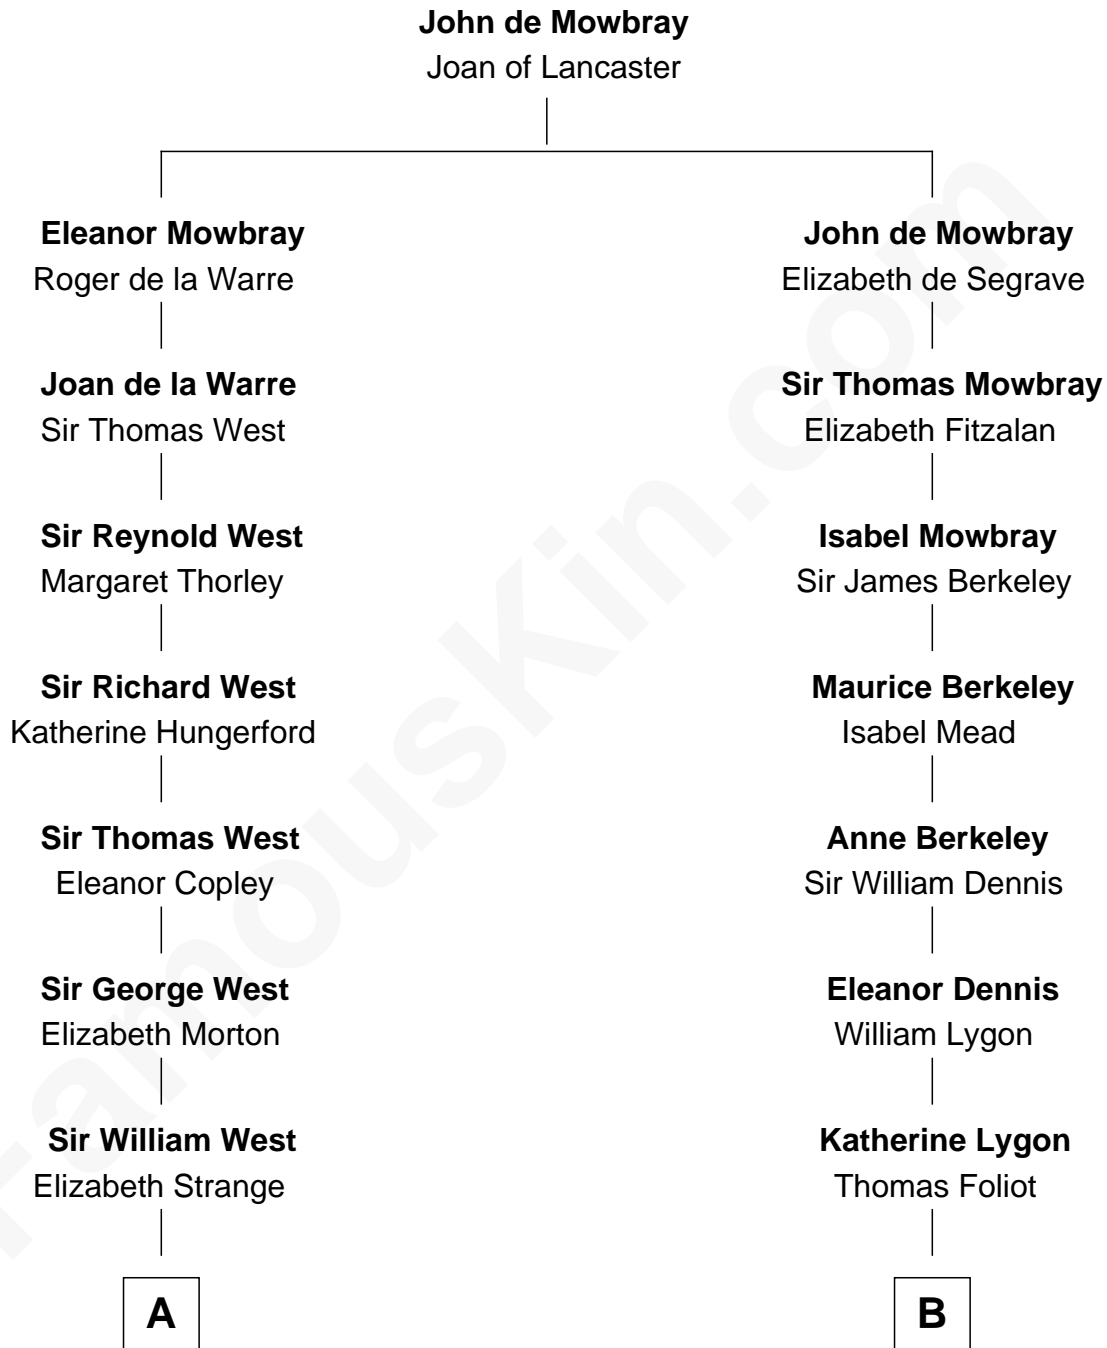 John de Mowbray
Joan of Lancaster
Eleanor Mowbray
Roger de la Warre
John de Mowbray
Elizabeth de Segrave
Joan de la Warre
Sir Thomas West
Sir Thomas Mowbray
Elizabeth Fitzalan
Sir Reynold West
Margaret Thorley
Isabel Mowbray
Sir James Berkeley
Sir Richard West
Katherine Hungerford
Maurice Berkeley
Isabel Mead
Sir Thomas West
Eleanor Copley
Anne Berkeley
Sir William Dennis
Sir George West
Elizabeth Morton
Eleanor Dennis
William Lygon
Sir William West
Elizabeth Strange
Katherine Lygon
Thomas Foliot
A
B
FamousKin.com